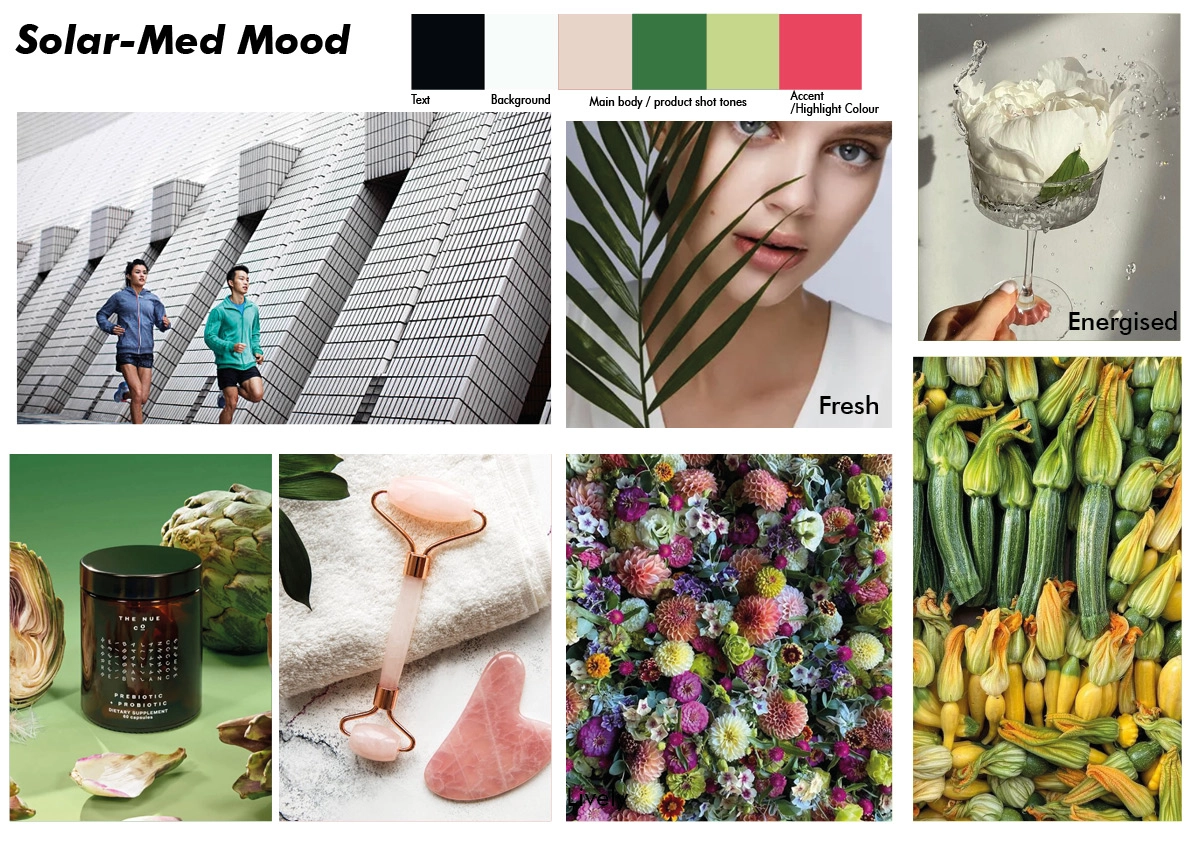 Solar-Med Mood
Text
Background
Main body / product shot tones
Accent
/Highlight Colour
Fresh
Energised
THE NUE
CO
PREBIOTIC
+ PROBIOTIC
DIETARY SUPPLEMENT
60 capsules